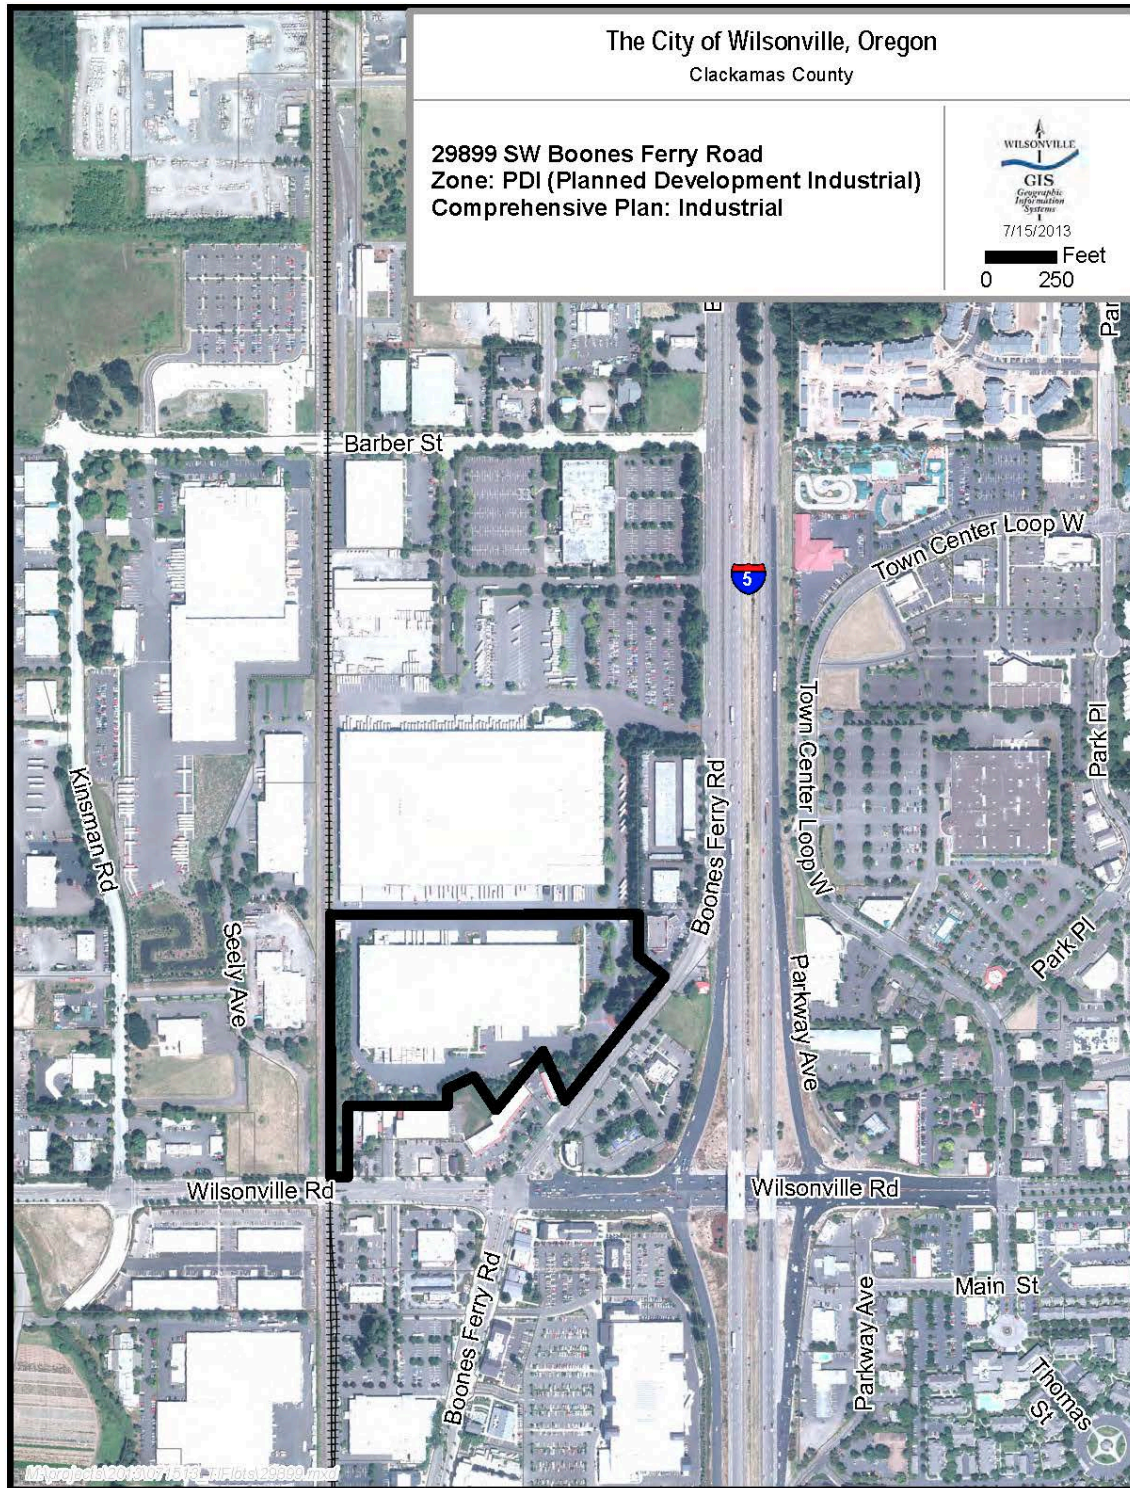 The City of Wilsonville, Oregon
Clackamas County
29899 SW Boones Ferry Road
Zone: PDI (Planned Development Industrial)
Comprehensive Plan: Industrial
WILSONVILLE
GIS
Geographic
Information
Systems
7/15/2013
Feet
0 250
Barber St
5
Town Center Loop W
Town Center Loop W
Park Pl
Boones Ferry Rd
Kinsman Rd
Seely Ave
Park Pl
Parkway Ave
Wilsonville Rd
Wilsonville Rd
Boones Ferry Rd
Parkway Ave
Main St
Thomas
St